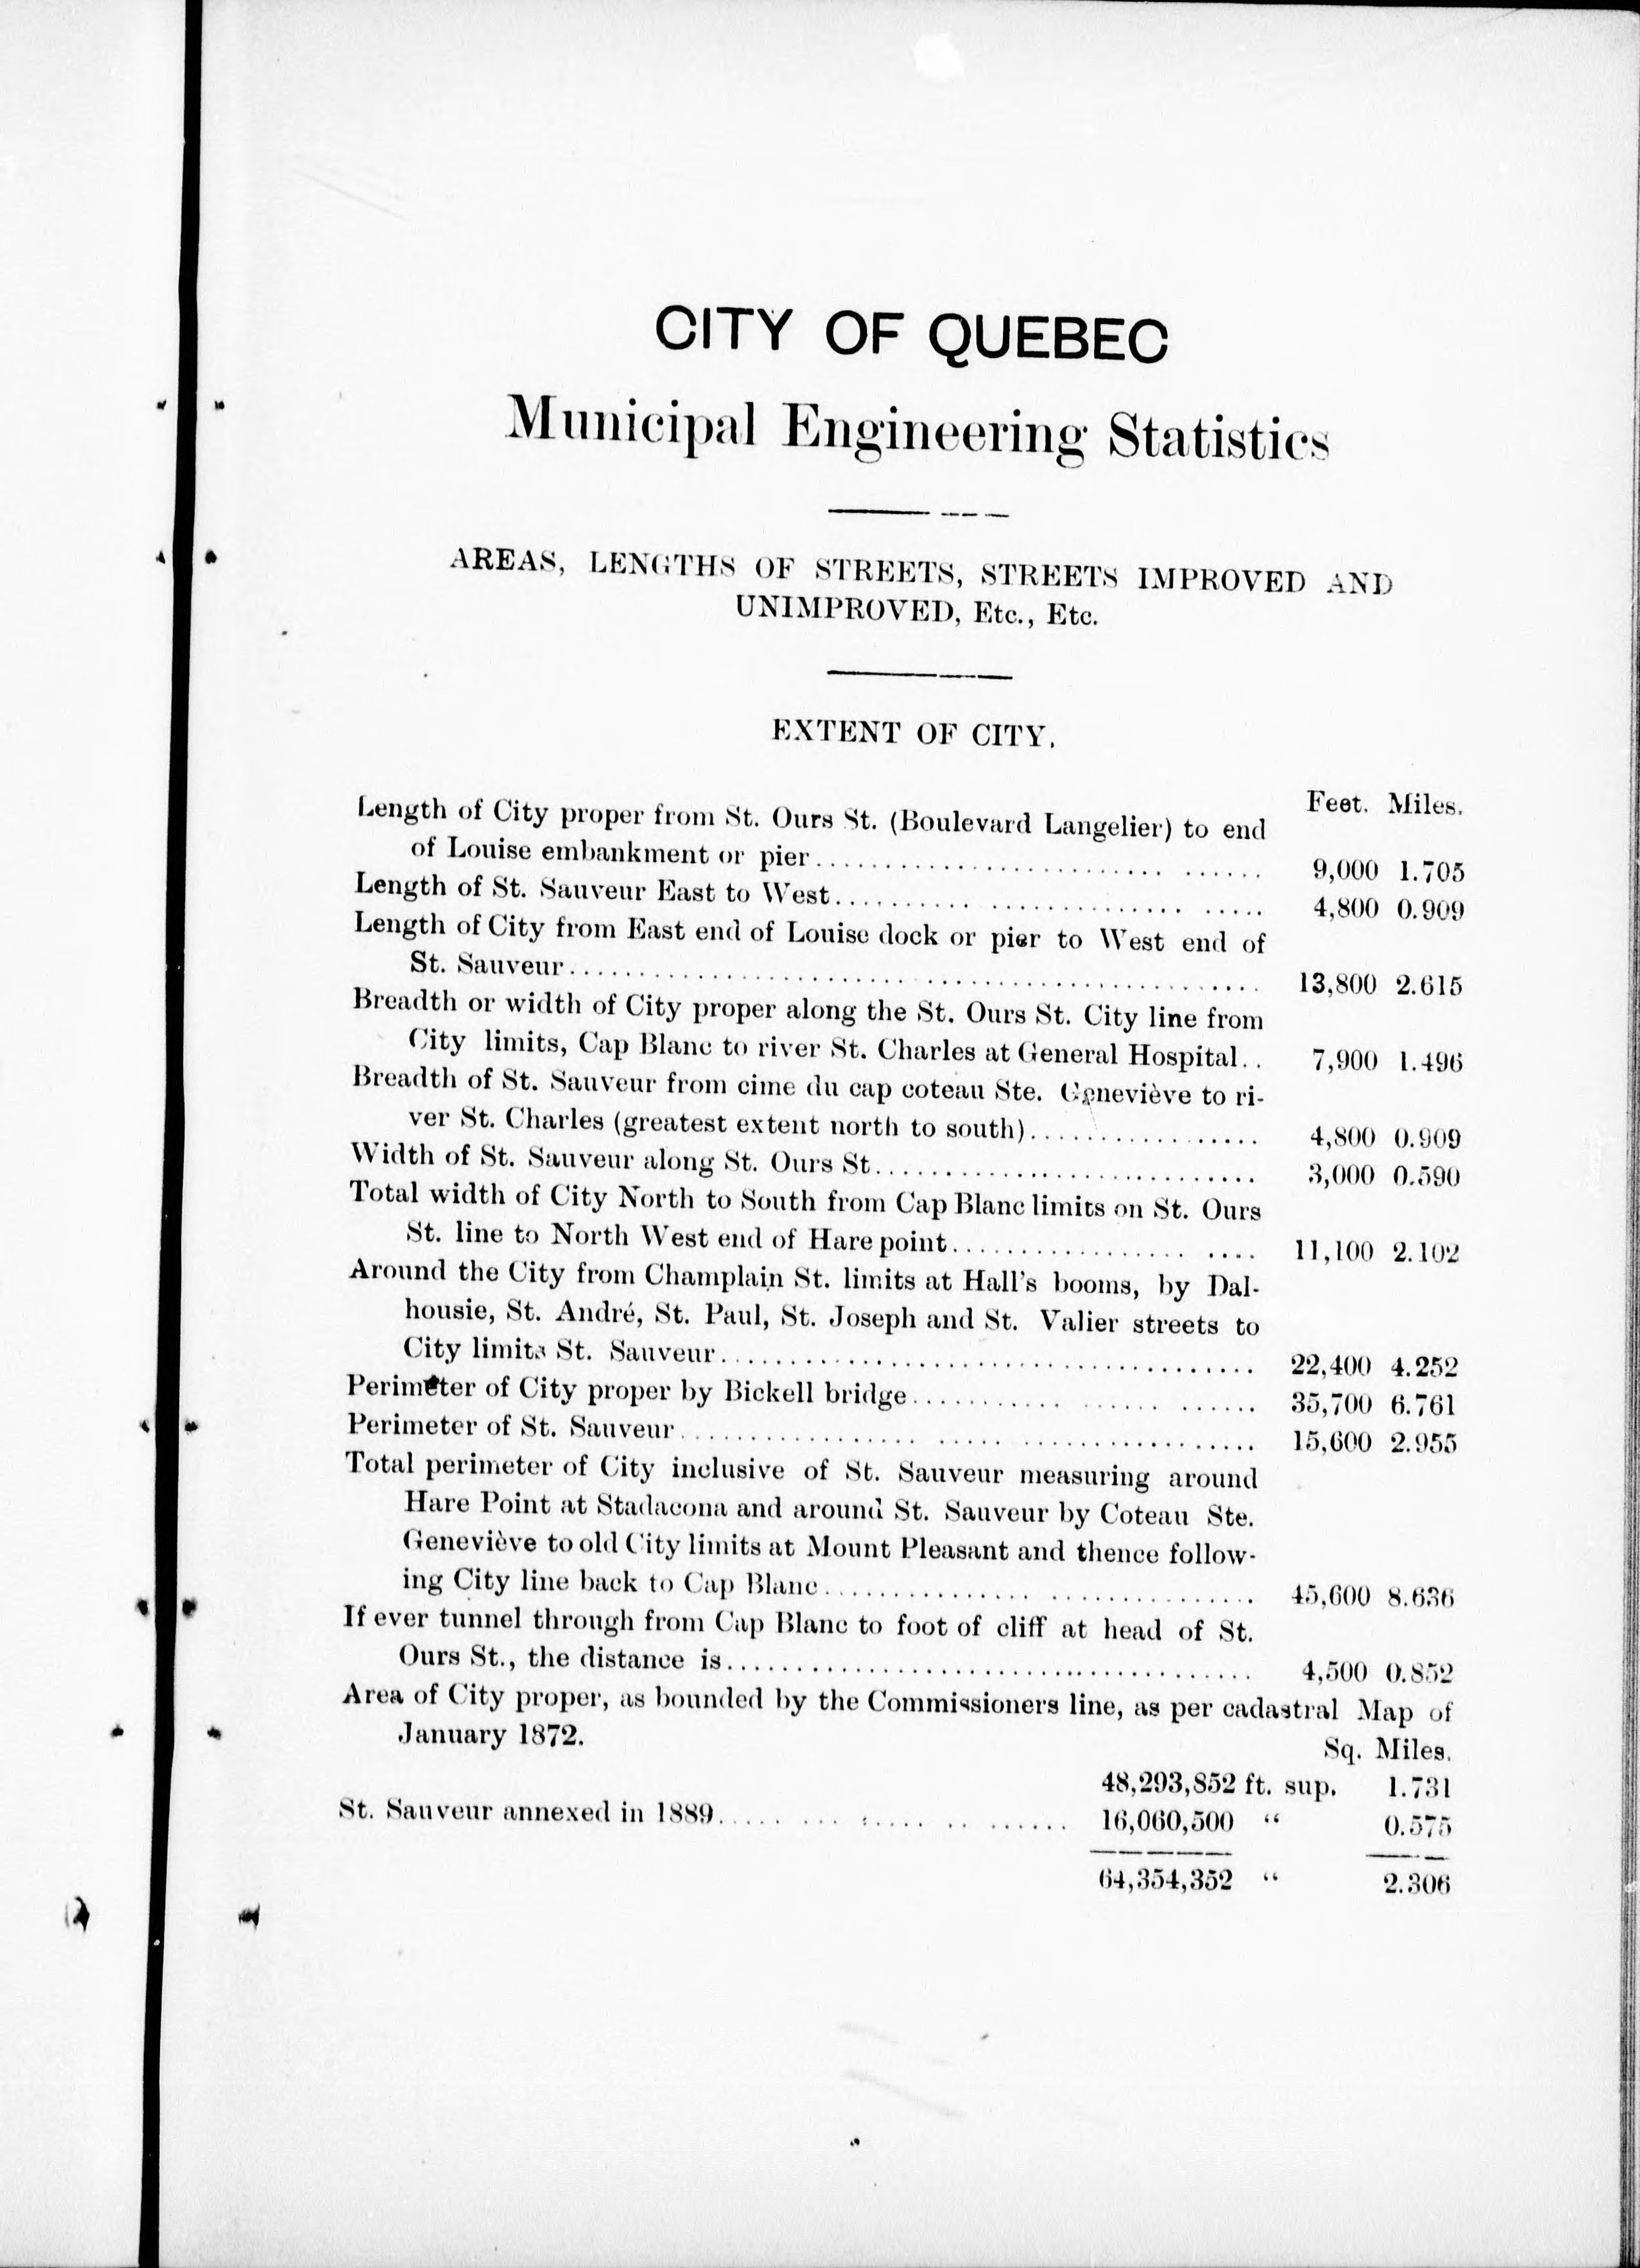 CITY OF QUEBEC
Municipal Engineering Statistics
AREAS, LENGTHS OF STREETS, STREETS IMPROVED AND
UNIMPROVED, Etc., Etc.
EXTENT OF CITY.
Feet. Miles.
Length of City proper from St. Ours St. (Boulevard Langelier) to end
of Louise embankment or pier........................... ...... 9,000 1.705
Length of St. Sauveur East to West.......... ............... ..... 4,800 0.909
Length of City from East end of Louise dock or pier to West end of
St. Sauveur.................................................. 13,800 2.615
Breadth or width of City proper along the St. Ours St. City line from
City limits, Cap Blanc to river St. Charles at General Hospital.. 7,900 1.496
Breadth of St. Sauveur from cime du cap coteau Ste. Geneviève to ri-
ver St. Charles (greatest extent north to south)................. 4,800 0.909
Width of St. Sauveur along St. Ours St............................ 3,000 0.590
Total width of City North to South from Cap Blanc limits on St. Ours
St. line to North West end of Hare point................. .... 11,100 2.102
Around the City from Champlain St. limits at Hall's booms, by Dal-
housie, St. André, St. Paul, St. Joseph and St. Valier streets to
City limits St. Sauveur....................................... 22,400 4.252
Perimeter of City proper by Bickell bridge........... ...... ...... 35,700 6.761
Perimeter of St. Sauveur................. ....................... 15,600 2.955
Total perimeter of City inclusive of St. Sauveur measuring around
Hare Point at Stadacona and around St. Sauveur by Coteau Ste.
Geneviève to old City limits at Mount Pleasant and thence follow-
ing City line back to Cap Blanc............... ............... 45,600 8.636
If ever tunnel through from Cap Blanc to foot of cliff at head of St.
Ours St., the distance is...................................... 4,500 0.852
Area of City proper, as bounded by the Commissioners line, as per cadastral Map of
January 1872.
Sq. Miles.
48,293,852 ft. sup. 1.731
St. Sauveur annexed in 1889..... ... ..... .. ...... 16,060,500 “ 0.575
64,354,352 “ 2.306